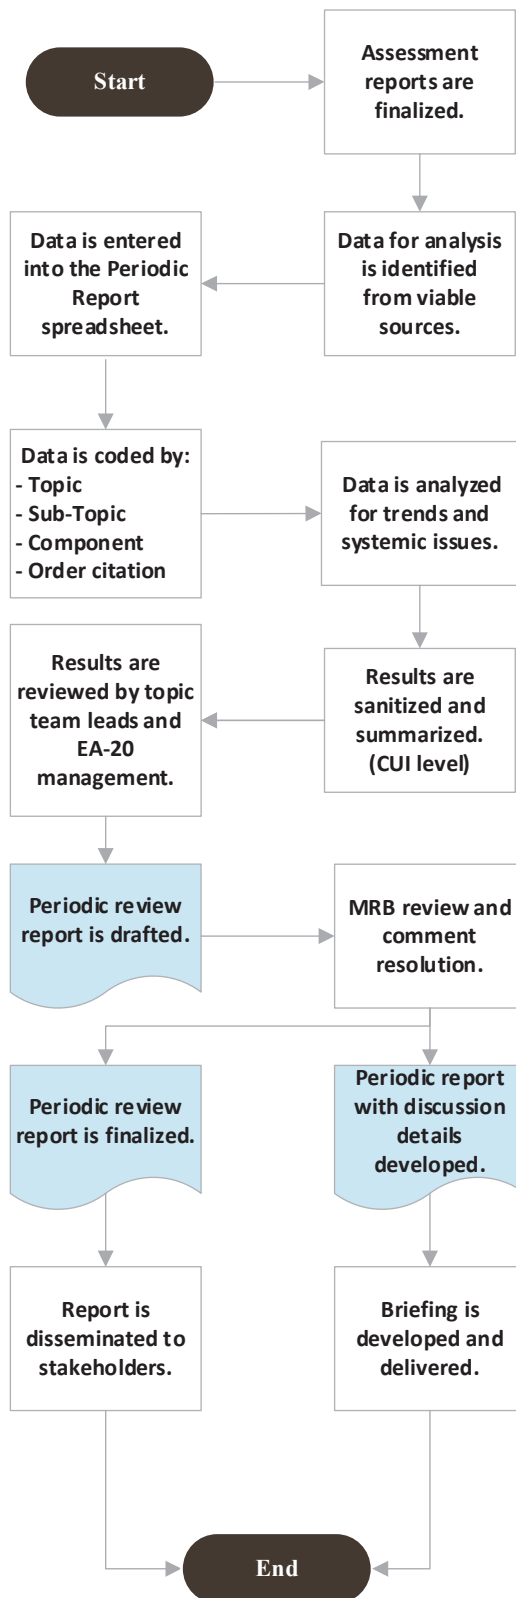 Start
Assessment
reports are
finalized.
Data for analysis
is identified
from viable
sources.
Data is entered
into the Periodic
Report
spreadsheet.
Data is coded by:
- Topic
- Sub-Topic
- Component
- Order citation
Data is analyzed
for trends and
systemic issues.
Results are
sanitized and
summarized.
(CUI level)
Results are
reviewed by topic
team leads and
EA-20
management.
Periodic review
report is drafted.
MRB review and
comment
resolution.
Periodic review
report is finalized.
Periodic report
with discussion
details
developed.
Report is
disseminated to
stakeholders.
Briefing is
developed and
delivered.
End